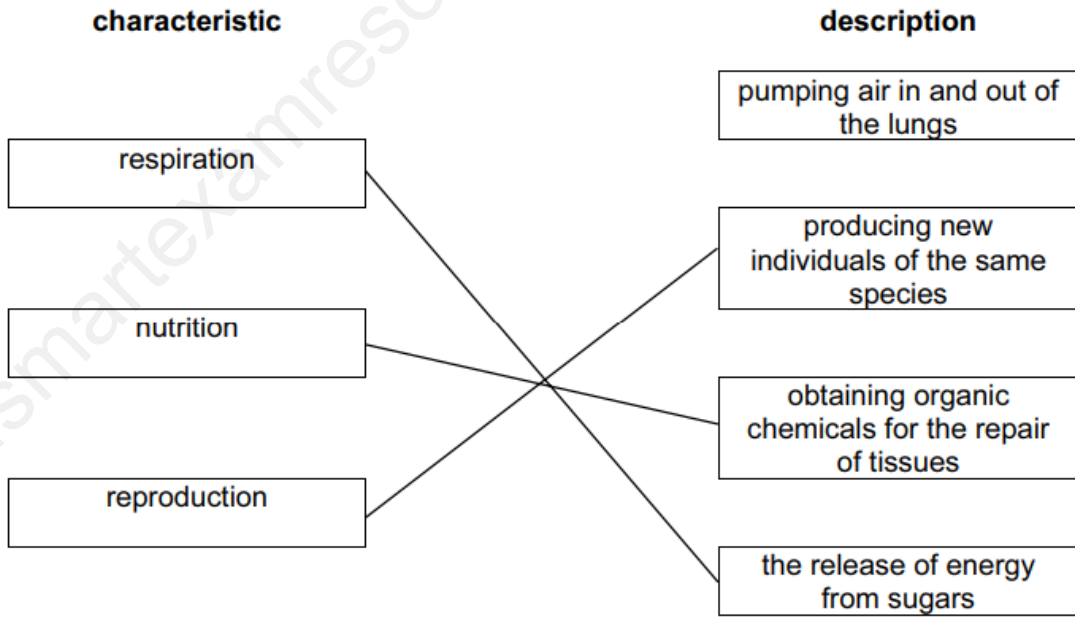 characteristic
description
pumping air in and out of
the lungs
respiration
producing new
individuals of the same
species
nutrition
obtaining organic
chemicals for the repair
of tissues
reproduction
the release of energy
from sugars